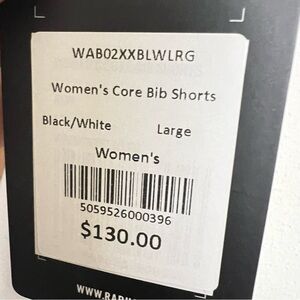 WAB02XXBLWLRG
Women's Core Bib Shorts
Black/White Large
Women's
5059526000396
$130.00